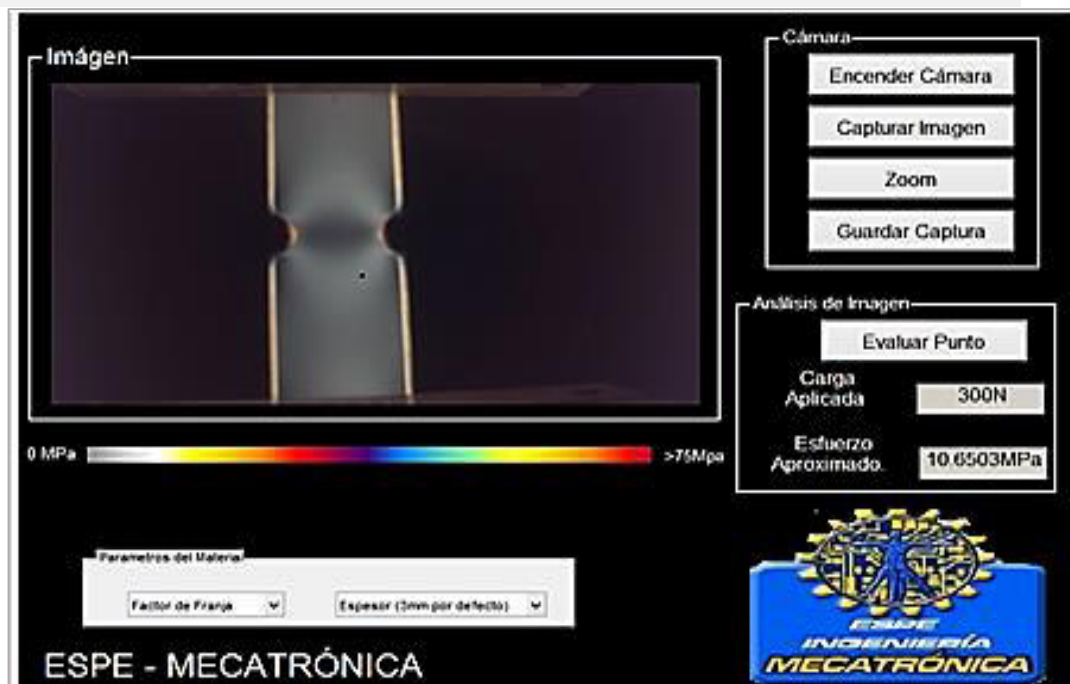 Imágen
Cámara
Encender Cámara
Capturar Imagen
Zoom
Guardar Captura
Análisis de Imagen
Evaluar Punto
Carga
Aplicada
300N
Esfuerzo
Aproximado.
10.6503MPa
0 MPa
>75Mpa
Parametros del Material
Factor de Franja
Espesor (3mm por defecto)
ESPE - MECATRÓNICA
ESPE
INGENIERÍA
MECATRÓNICA